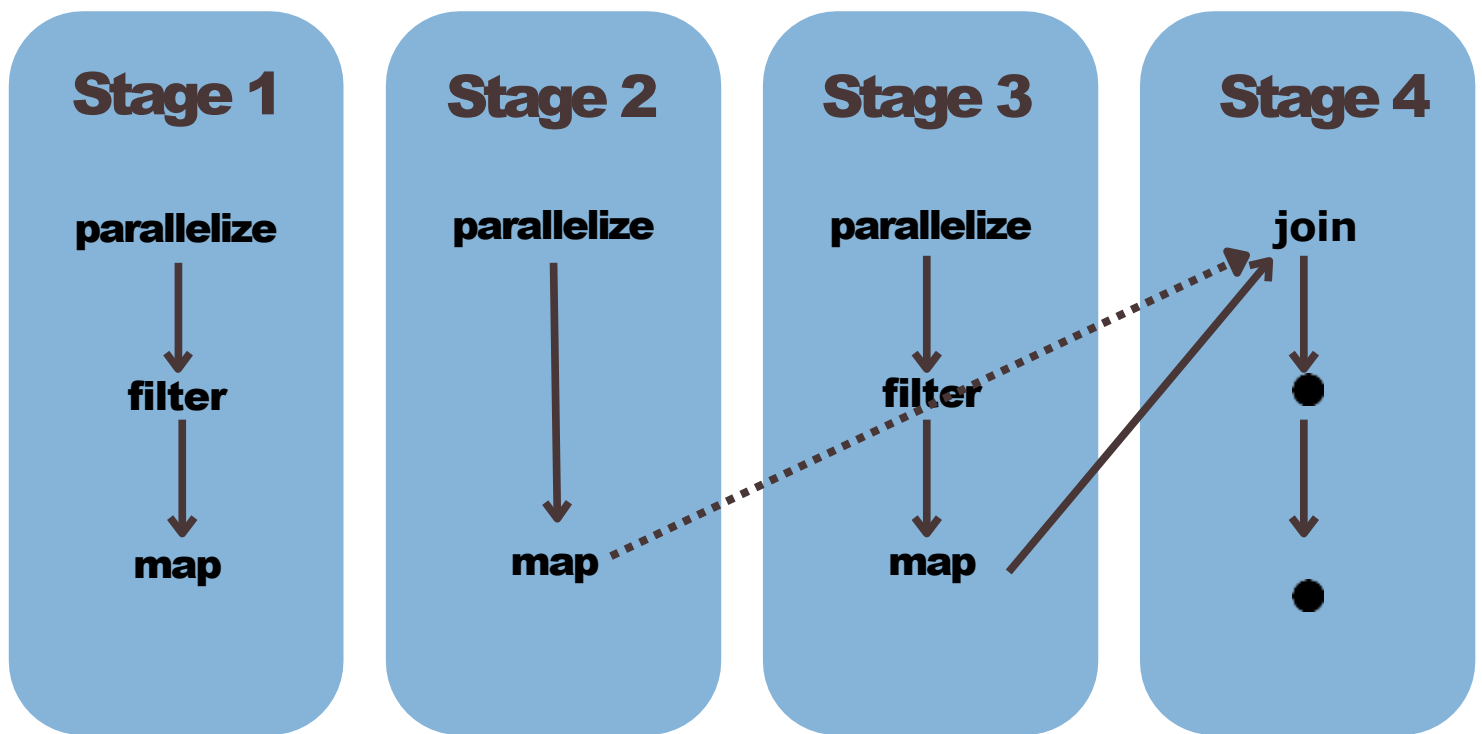 Stage 1
parallelize
filter
map
Stage 2
parallelize
map
Stage 3
parallelize
filter
map
Stage 4
join